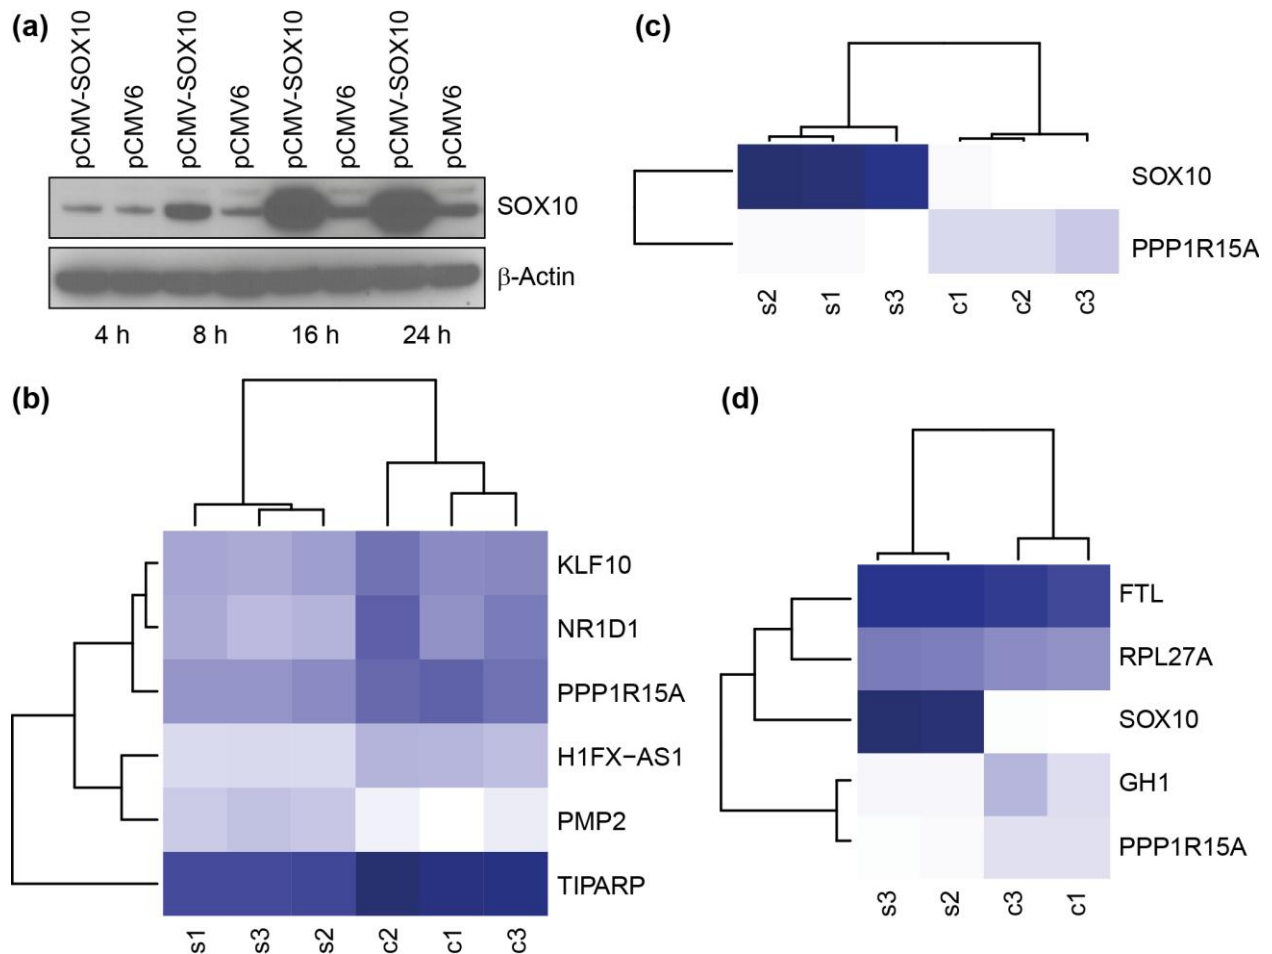 (a)
pCMV-SOX10
pCMV6
pCMV-SOX10
pCMV6
pCMV-SOX10
pCMV6
pCMV-SOX10
pCMV6
SOX10
β-Actin
4 h 8 h 16 h 24 h
(c)
SOX10
PPP1R15A
s2 s1 s3 c1 c2 c3
(b)
KLF10
NR1D1
PPP1R15A
H1FX−AS1
PMP2
TIPARP
s1 s3 s2 c2 c1 c3
(d)
FTL
RPL27A
SOX10
GH1
PPP1R15A
s3 s2 c3 c1